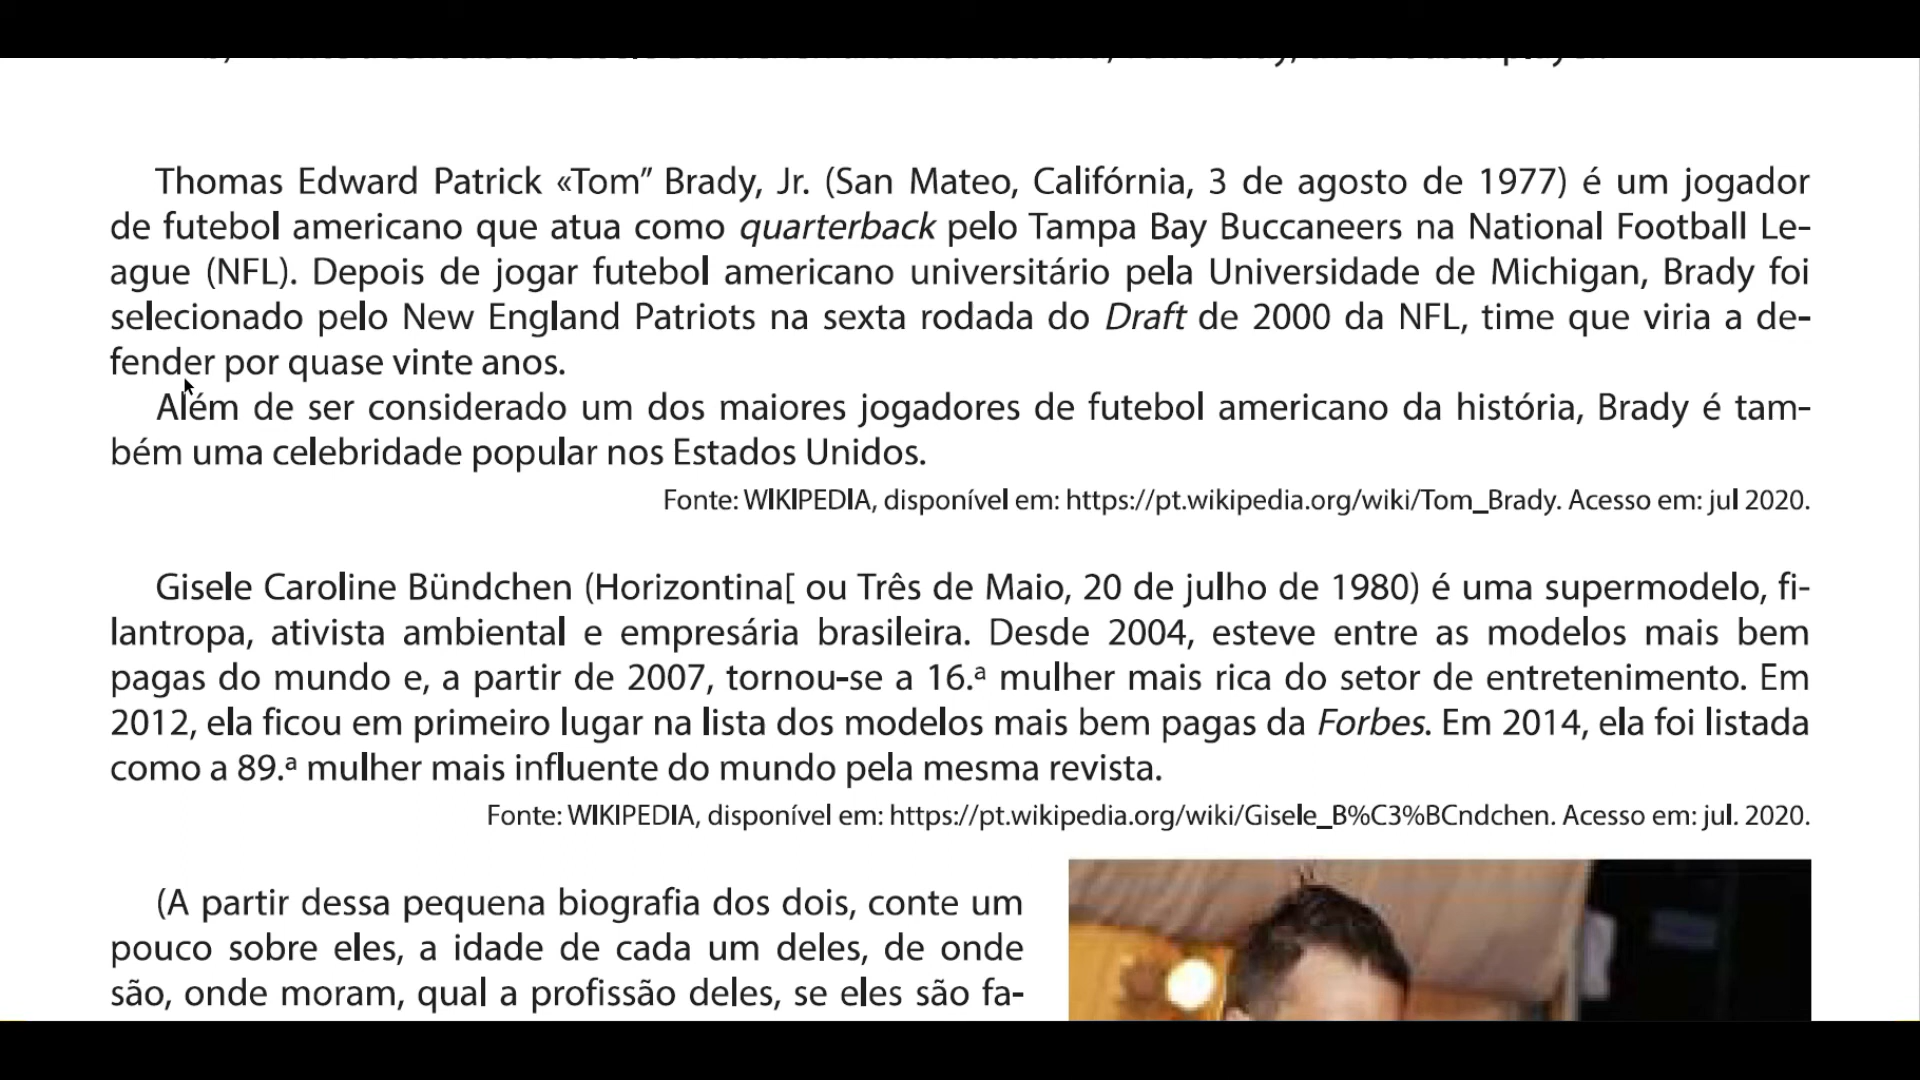 Thomas Edward Patrick «Tom” Brady, Jr. (San Mateo, Califórnia, 3 de agosto de 1977) é um jogador
de futebol americano que atua como quarterback pelo Tampa Bay Buccaneers na National Football Le-
ague (NFL). Depois de jogar futebol americano universitário pela Universidade de Michigan, Brady foi
selecionado pelo New England Patriots na sexta rodada do Draft de 2000 da NFL, time que viria a de-
fender por quase vinte anos.
Além de ser considerado um dos maiores jogadores de futebol americano da história, Brady é tam-
bém uma celebridade popular nos Estados Unidos.
Fonte: WIKIPEDIA, disponível em: https://pt.wikipedia.org/wiki/Tom_Brady. Acesso em: jul 2020.
Gisele Caroline Bündchen (Horizontina[ ou Três de Maio, 20 de julho de 1980) é uma supermodelo, fi-
lantropa, ativista ambiental e empresária brasileira. Desde 2004, esteve entre as modelos mais bem
pagas do mundo e, a partir de 2007, tornou-se a 16.ª mulher mais rica do setor de entretenimento. Em
2012, ela ficou em primeiro lugar na lista dos modelos mais bem pagas da Forbes. Em 2014, ela foi listada
como a 89.ª mulher mais influente do mundo pela mesma revista.
Fonte: WIKIPEDIA, disponível em: https://pt.wikipedia.org/wiki/Gisele_B%C3%BCndchen. Acesso em: jul. 2020.
(A partir dessa pequena biografia dos dois, conte um
pouco sobre eles, a idade de cada um deles, de onde
são, onde moram, qual a profissão deles, se eles são fa-